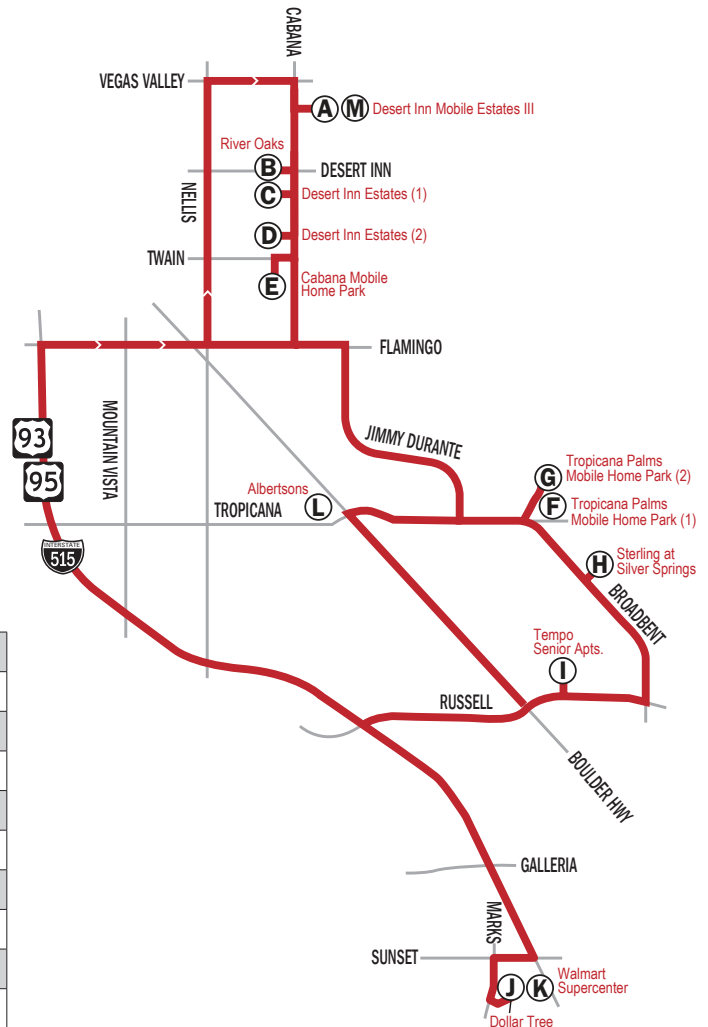 CABANA
VEGAS VALLEY
A M Desert Inn Mobile Estates III
River Oaks
B
DESERT INN
NELLIS
C Desert Inn Estates (1)
D Desert Inn Estates (2)
TWAIN
E Cabana Mobile
Home Park
FLAMINGO
93
95
MOUNTAIN VISTA
JIMMY DURANTE
Albertsons
L
TROPICANA
G Tropicana Palms
Mobile Home Park (2)
F Tropicana Palms
Mobile Home Park (1)
INTERSTATE
515
H Sterling at
Silver Springs
BROADBENT
Tempo
Senior Apts.
I
RUSSELL
BOULDER HWY
GALLERIA
MARKS
SUNSET
J K Walmart
Supercenter
Dollar Tree